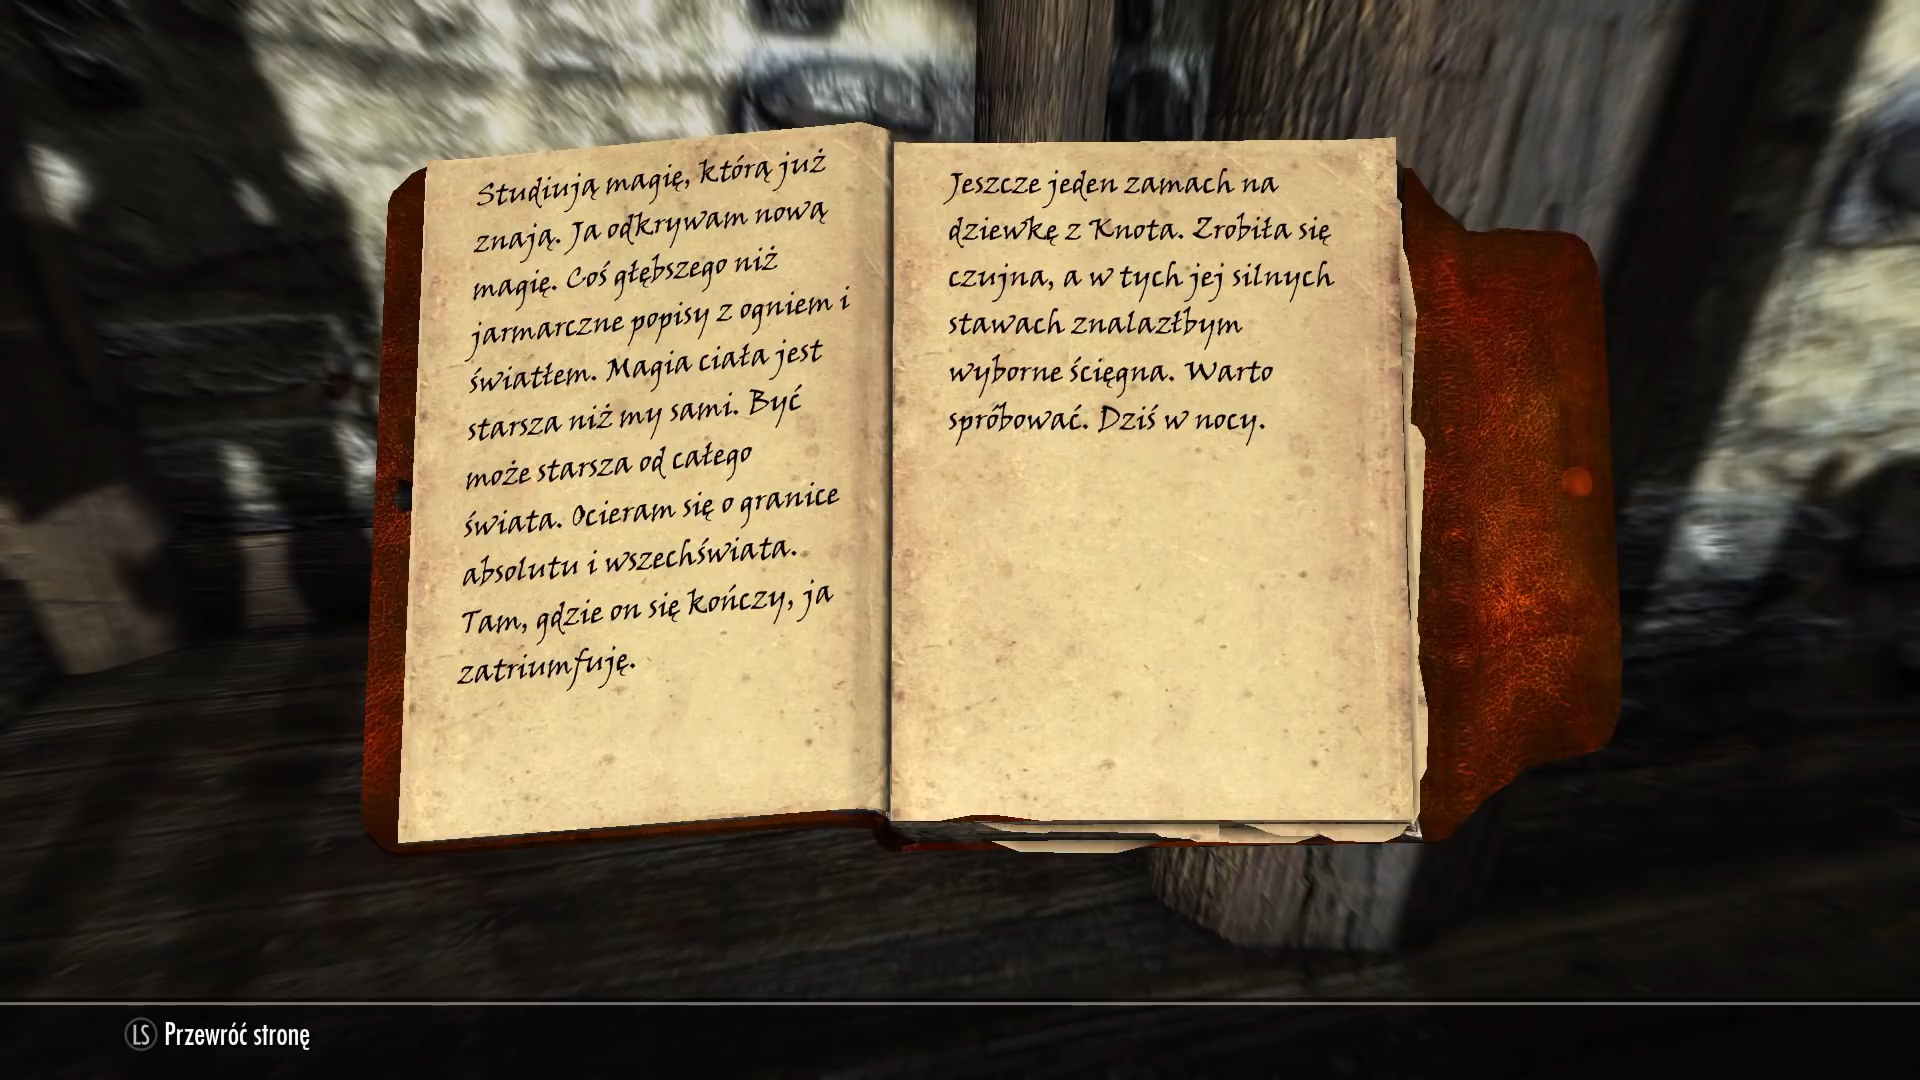 Studiują magię, którą już
znają. Ja odkrywam nową
magię. Coś głębszego niż
jarmarczne popisy z ogniem i
światłem. Magia ciała jest
starsza niż my sami. Być
może starsza od całego
świata. Ocieram się o granice
absolutu i wszechświata.
Tam, gdzie on się kończy, ja
zatriumfuję.
Jeszcze jeden zamach na
dziewkę z Knota. Zrobiła się
czujna, a w tych jej silnych
stawach znalazłbym
wyborne ścięgna. Warto
spróbować. Dziś w nocy.
LS Przewróć stronę